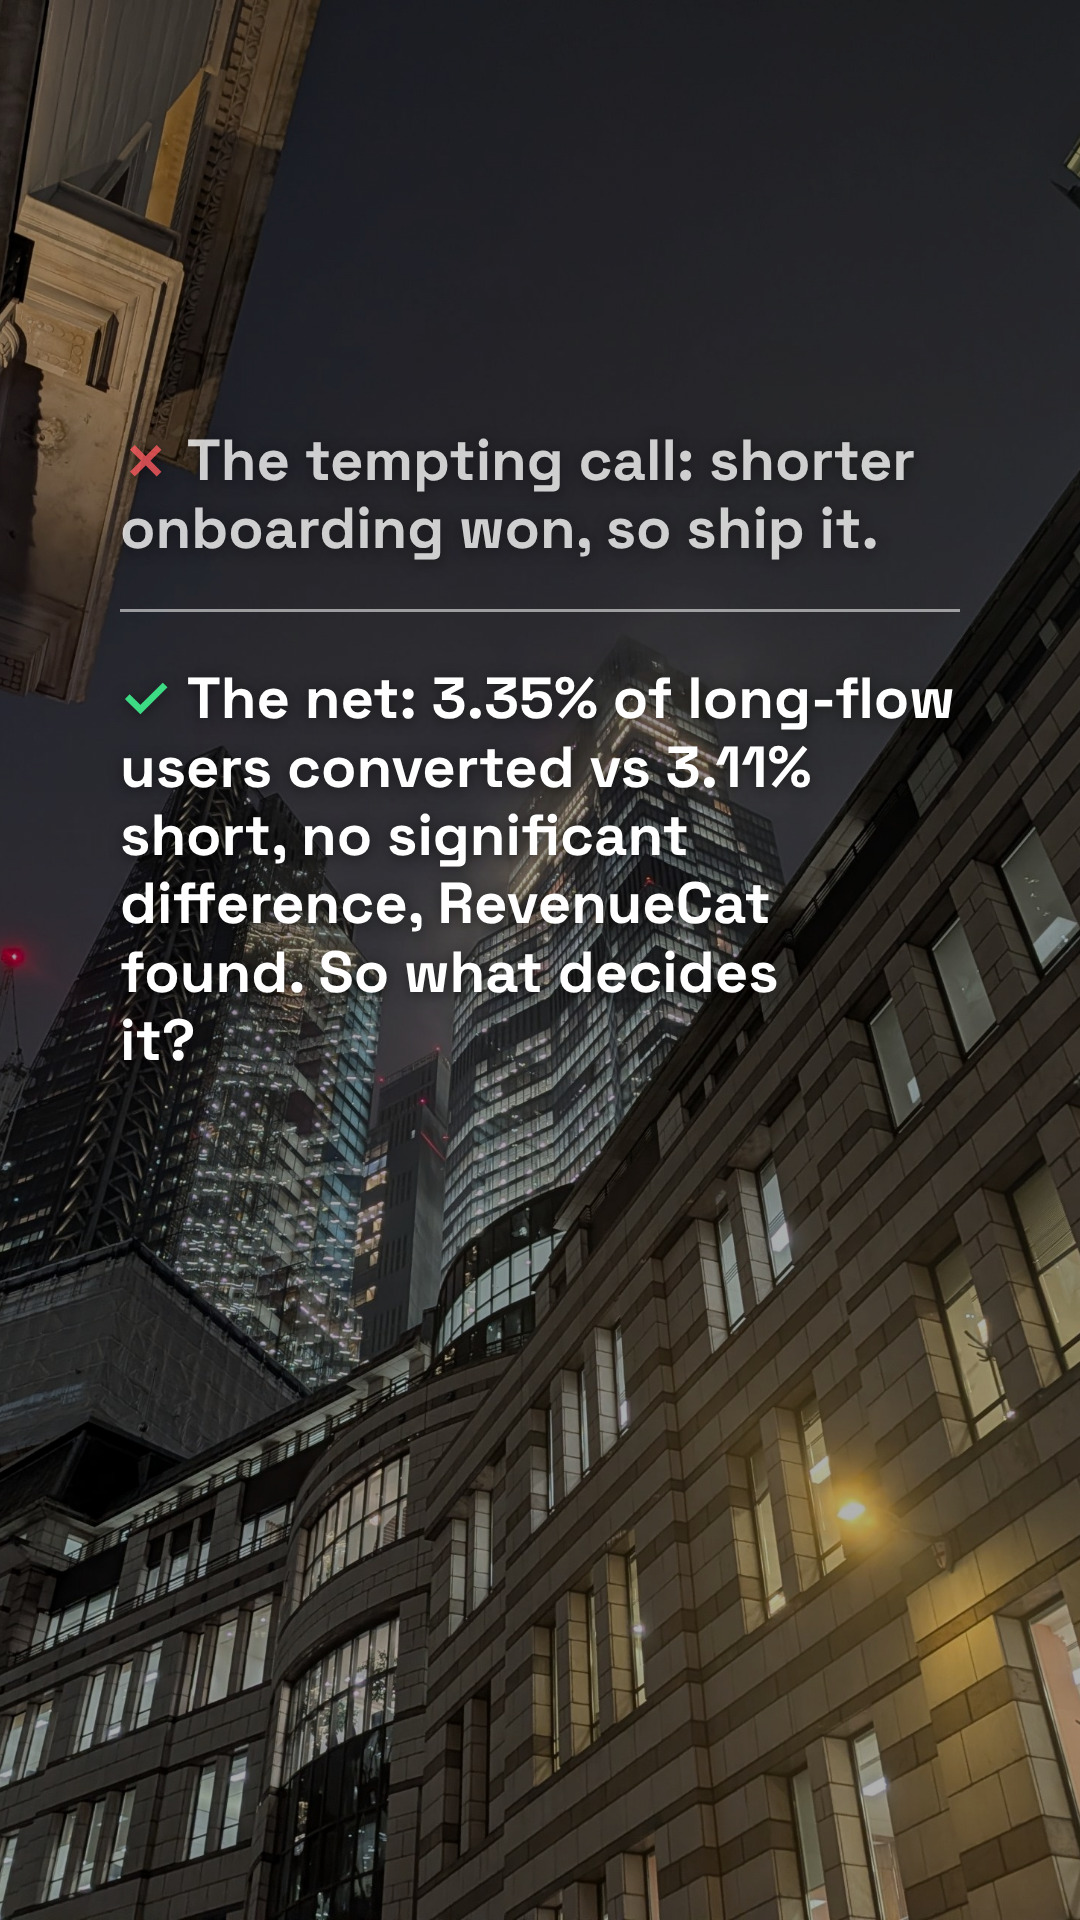 ❌ The tempting call: shorter
onboarding won, so ship it.
✓ The net: 3.35% of long-flow
users converted vs 3.11%
short, no significant
difference, RevenueCat
found. So what decides
it?